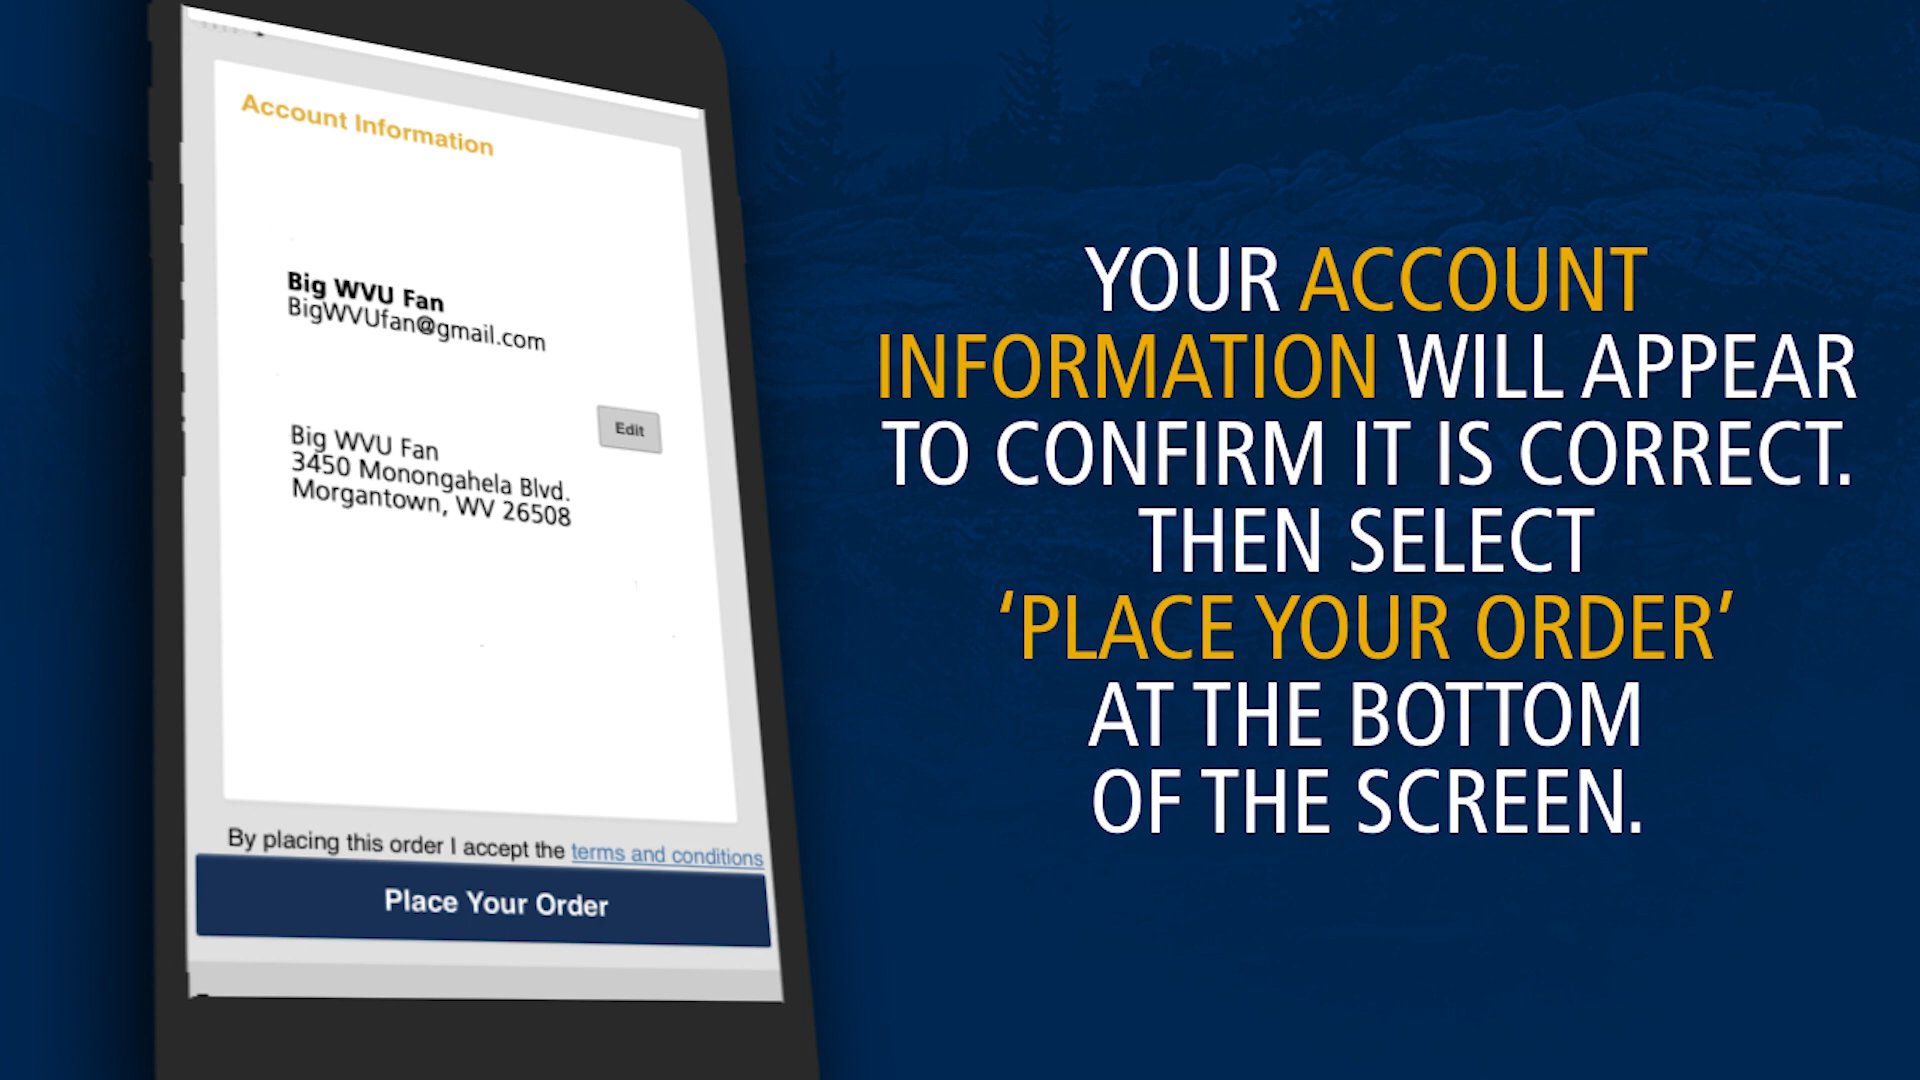 Account Information
Big WVU Fan
BigWVUfan@gmail.com
Edit
Big WVU Fan
3450 Monongahela Blvd.
Morgantown, WV 26508
By placing this order I accept the terms and conditions
Place Your Order
YOUR ACCOUNT
INFORMATION WILL APPEAR
TO CONFIRM IT IS CORRECT.
THEN SELECT
‘PLACE YOUR ORDER’
AT THE BOTTOM
OF THE SCREEN.